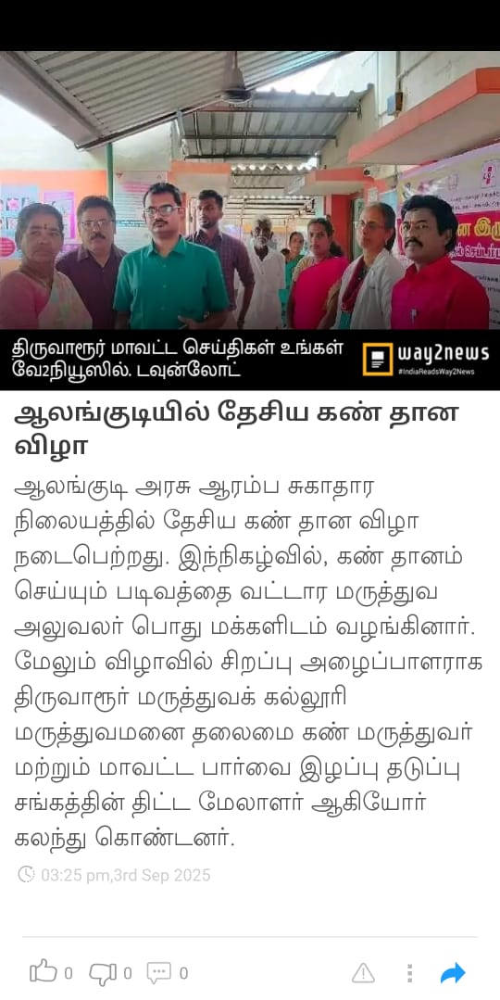 ன இரு
ல் செப்டம்ப
திருவாரூர் மாவட்ட செய்திகள் உங்கள்
வே2நியூஸில். டவுன்லோட்
way2news
#IndiaReadsWay2News
ஆலங்குடியில் தேசிய கண் தான
விழா
ஆலங்குடி அரசு ஆரம்ப சுகாதார
நிலையத்தில் தேசிய கண் தான விழா
நடைபெற்றது. இந்நிகழ்வில், கண் தானம்
செய்யும் படிவத்தை வட்டார மருத்துவ
அலுவலர் பொது மக்களிடம் வழங்கினார்.
மேலும் விழாவில் சிறப்பு அழைப்பாளராக
திருவாரூர் மருத்துவக் கல்லூரி
மருத்துவமனை தலைமை கண் மருத்துவர்
மற்றும் மாவட்ட பார்வை இழப்பு தடுப்பு
சங்கத்தின் திட்ட மேலாளர் ஆகியோர்
கலந்து கொண்டனர்.
03:25 pm,3rd Sep 2025
0 0 0